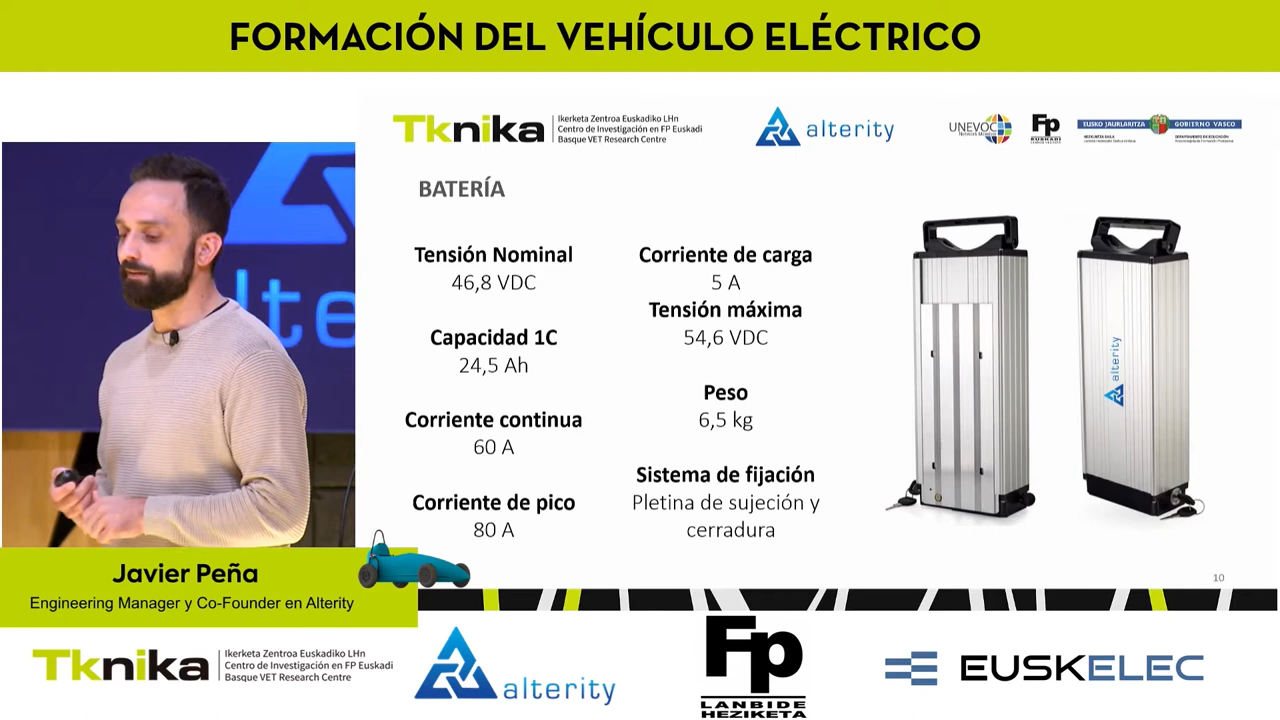 FORMACIÓN DEL VEHÍCULO ELÉCTRICO
Tknika
Ikerketa Zentroa Euskadiko LHn
Centro de Investigación en FP Euskadi
Basque VET Research Centre
alterity
UNEVOC
Fp
EUSKO JAURLARITZA
GOBIERNO VASCO
BATERÍA
Tensión Nominal
46,8 VDC
Capacidad 1C
24,5 Ah
Corriente continua
60 A
Corriente de pico
80 A
Corriente de carga
5 A
Tensión máxima
54,6 VDC
Peso
6,5 kg
Sistema de fijación
Pletina de sujeción y
cerradura
alterity
lte
10
Javier Peña
Engineering Manager y Co-Founder en Alterity
Tknika
Ikerketa Zentroa Euskadiko LHn
Centro de Investigación en FP Euskadi
Basque VET Research Centre
alterity
Fp
LANBIDE
HEZIKETA
EUSKELEC